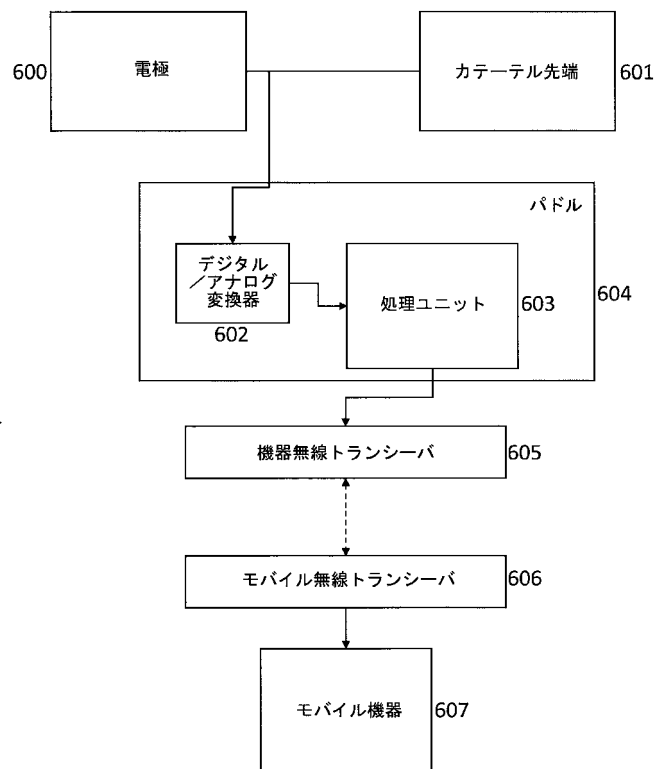 600
電極
カテーテル先端
601
パドル
デジタル
／アナログ
変換器
602
処理ユニット
603
604
機器無線トランシーバ
605
モバイル無線トランシーバ
606
モバイル機器
607